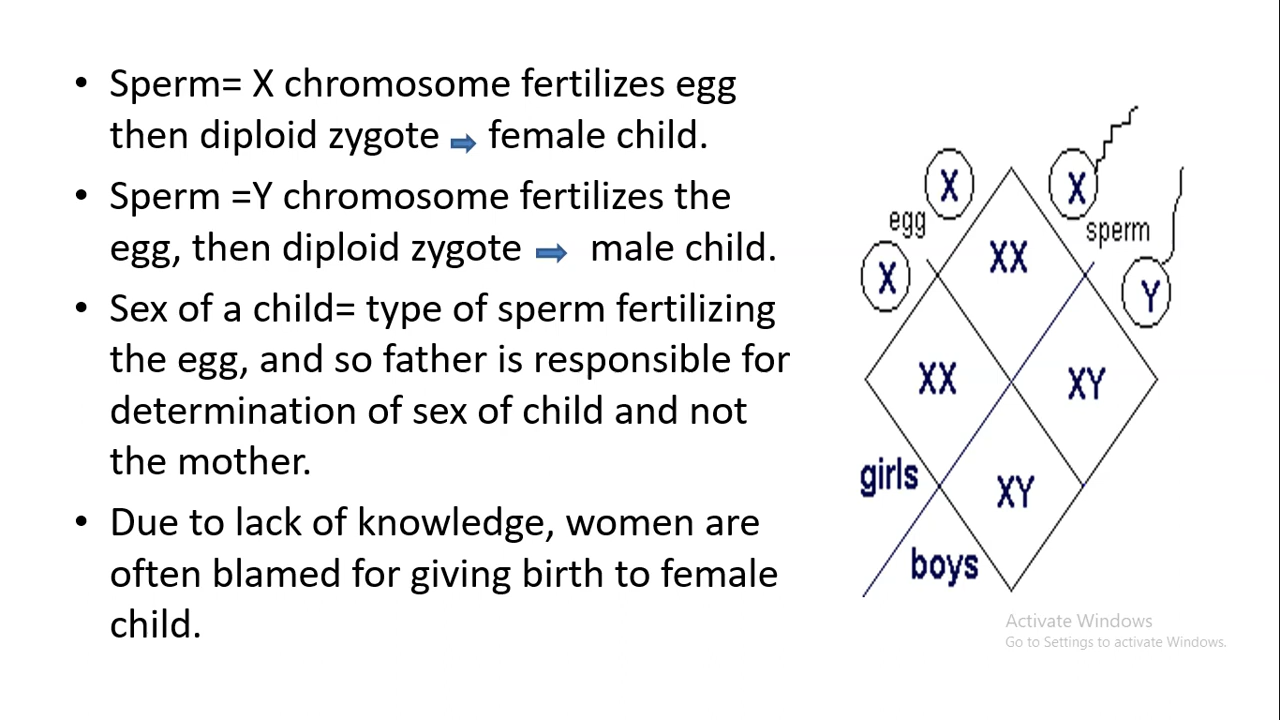 • Sperm= X chromosome fertilizes egg
then diploid zygote ➡ female child.
• Sperm =Y chromosome fertilizes the
egg, then diploid zygote ➡ male child.
• Sex of a child= type of sperm fertilizing
the egg, and so father is responsible for
determination of sex of child and not
the mother.
• Due to lack of knowledge, women are
often blamed for giving birth to female
child.
X
X
egg
sperm
X
Y
XX
XX
XY
XY
girls
boys
Activate Windows
Go to Settings to activate Windows.